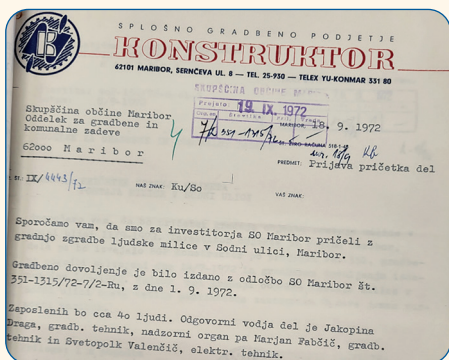 SPLOŠNO GRADBENO PODJETJE
KONSTRUKTOR
62101 MARIBOR, SERNČEVA UL. 8 — TEL. 25-930 — TELEX YU-KONMAR 331 80
SKUPŠČINA OBČINE
Skupščina občine Maribor
Oddelek za gradbene in
komunalne zadeve
62000 Maribor
Prejeto: 19. IX. 1972
MARIBOR, 18. 9. 1972
PREDMET: Prijava pričetka del
ŠT. IX/4443/72
NAŠ ZNAK: Ku/So
VAŠ ZNAK:
Sporočamo vam, da smo za investitorja SO Maribor pričeli z
gradnjo zgradbe ljudske milice v Sodni ulici, Maribor.
Gradbeno dovoljenje je bilo izdano z odločbo SO Maribor št.
351-1315/72-7/2-Ru, z dne 1. 9. 1972.
Zaposlenih bo cca 40 ljudi. Odgovorni vodja del je Jakopina
Draga, gradb. tehnik, nadzorni organ pa Marjan Fabčič, gradb.
tehnik in Svetopolk Valenčič, elektr. tehnik.